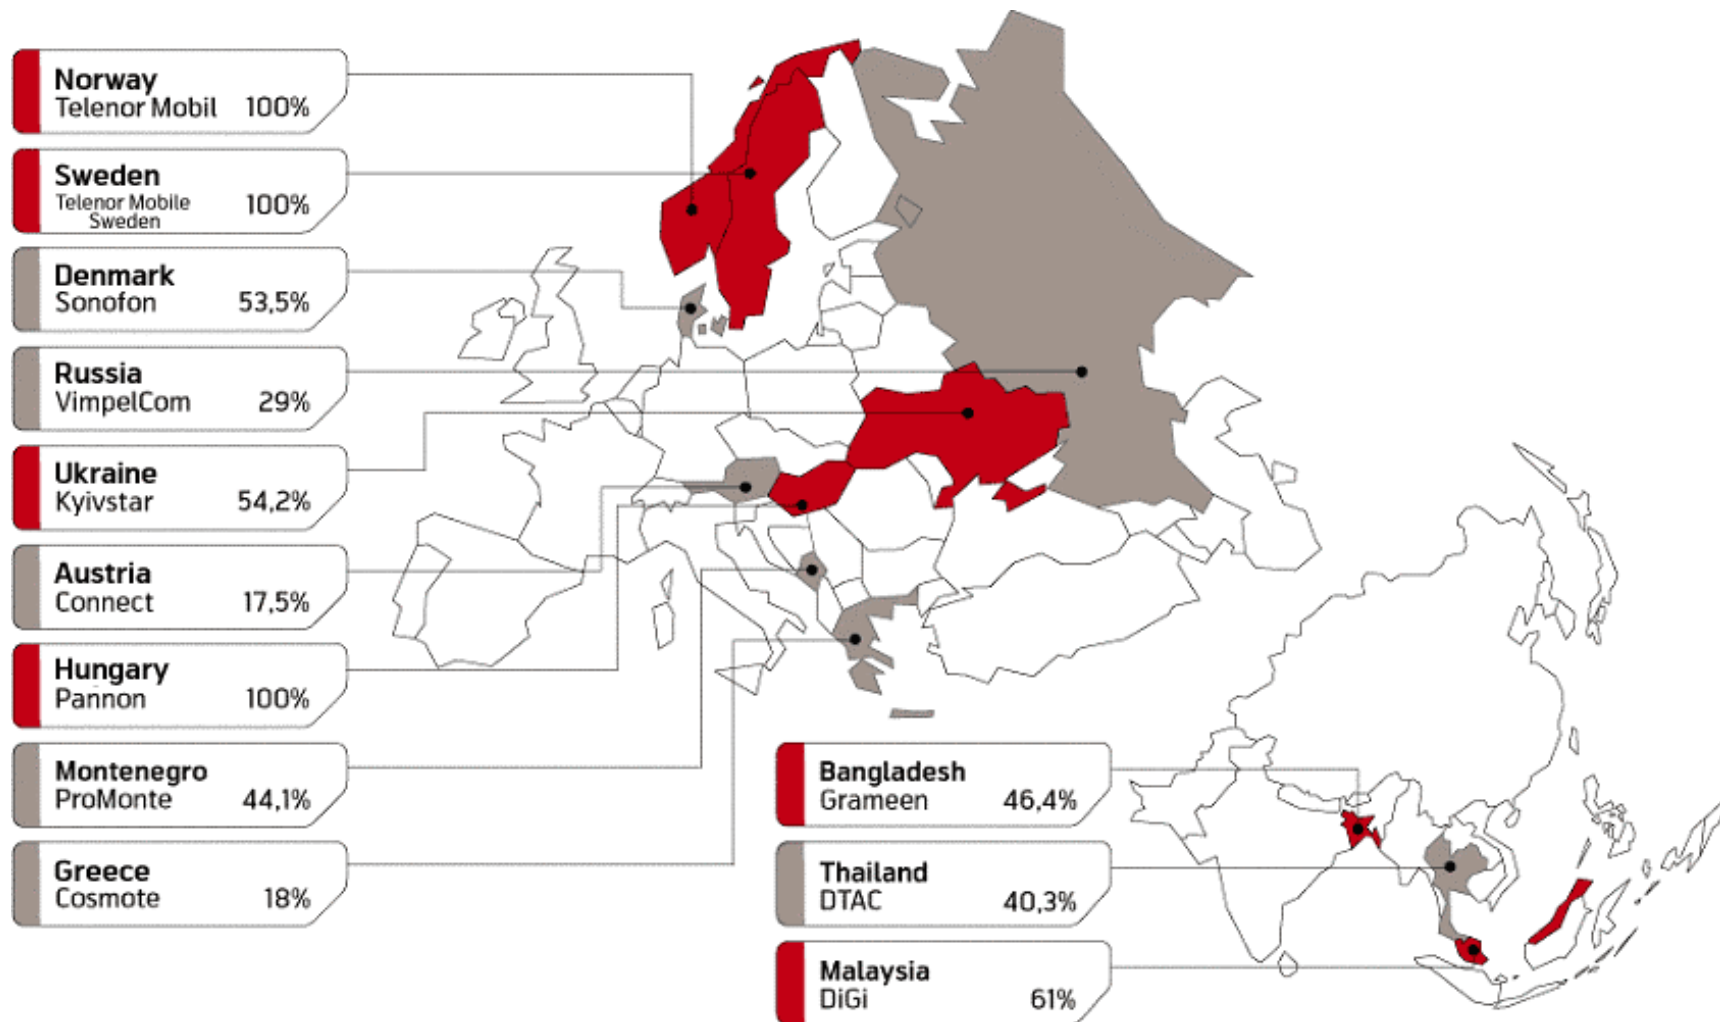 Norway
Telenor Mobil 100%
Sweden
Telenor Mobile
Sweden
100%
Denmark
Sonofon 53,5%
Russia
VimpelCom 29%
Ukraine
Kyivstar 54,2%
Austria
Connect 17,5%
Hungary
Pannon 100%
Montenegro
ProMonte 44,1%
Greece
Cosmote 18%
Bangladesh
Grameen 46,4%
Thailand
DTAC 40,3%
Malaysia
DiGi 61%